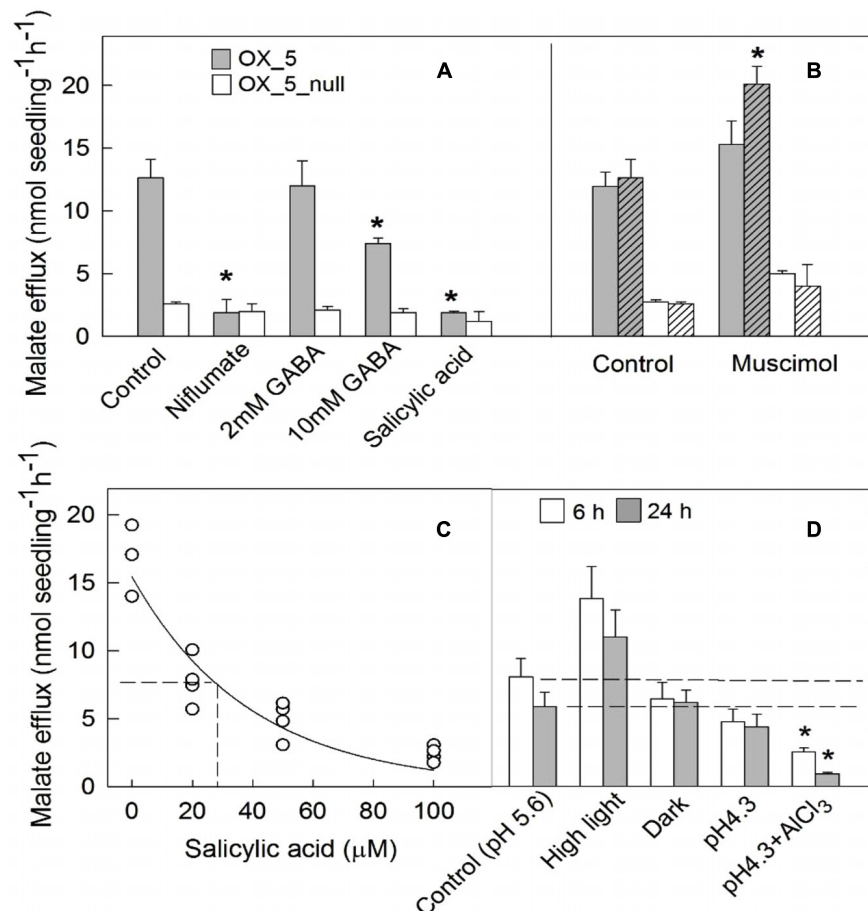 OX_5
OX_5_null
A
B
Malate efflux (nmol seedling⁻¹h⁻¹)
20
15
10
5
0
*
*
*
*
Control
Niflumate
2mM GABA
10mM GABA
Salicylic acid
Control
Muscimol
C
Malate efflux (nmol seedling⁻¹h⁻¹)
20
15
10
5
0
0
20
40
60
80
100
Salicylic acid (μM)
6 h
24 h
D
*
*
Control (pH 5.6)
High light
Dark
pH4.3
pH4.3+AlCl₃